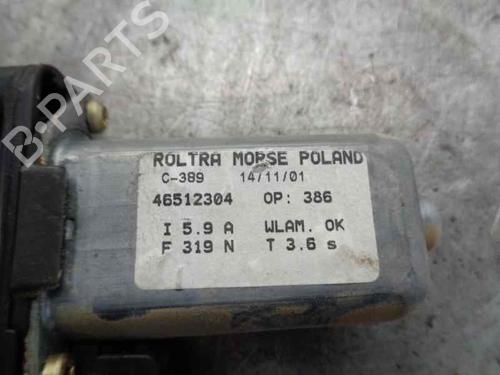 ROLTRA MORSE POLAND
C-389 14/11/01
46512304 OP: 386
I 5.9 A WLAM. OK
F 319 N T 3.6 s
B-PARTS